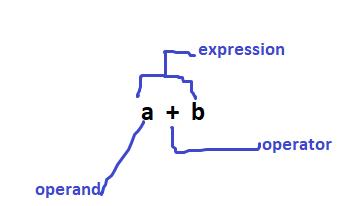 expression
a + b
operator
operand